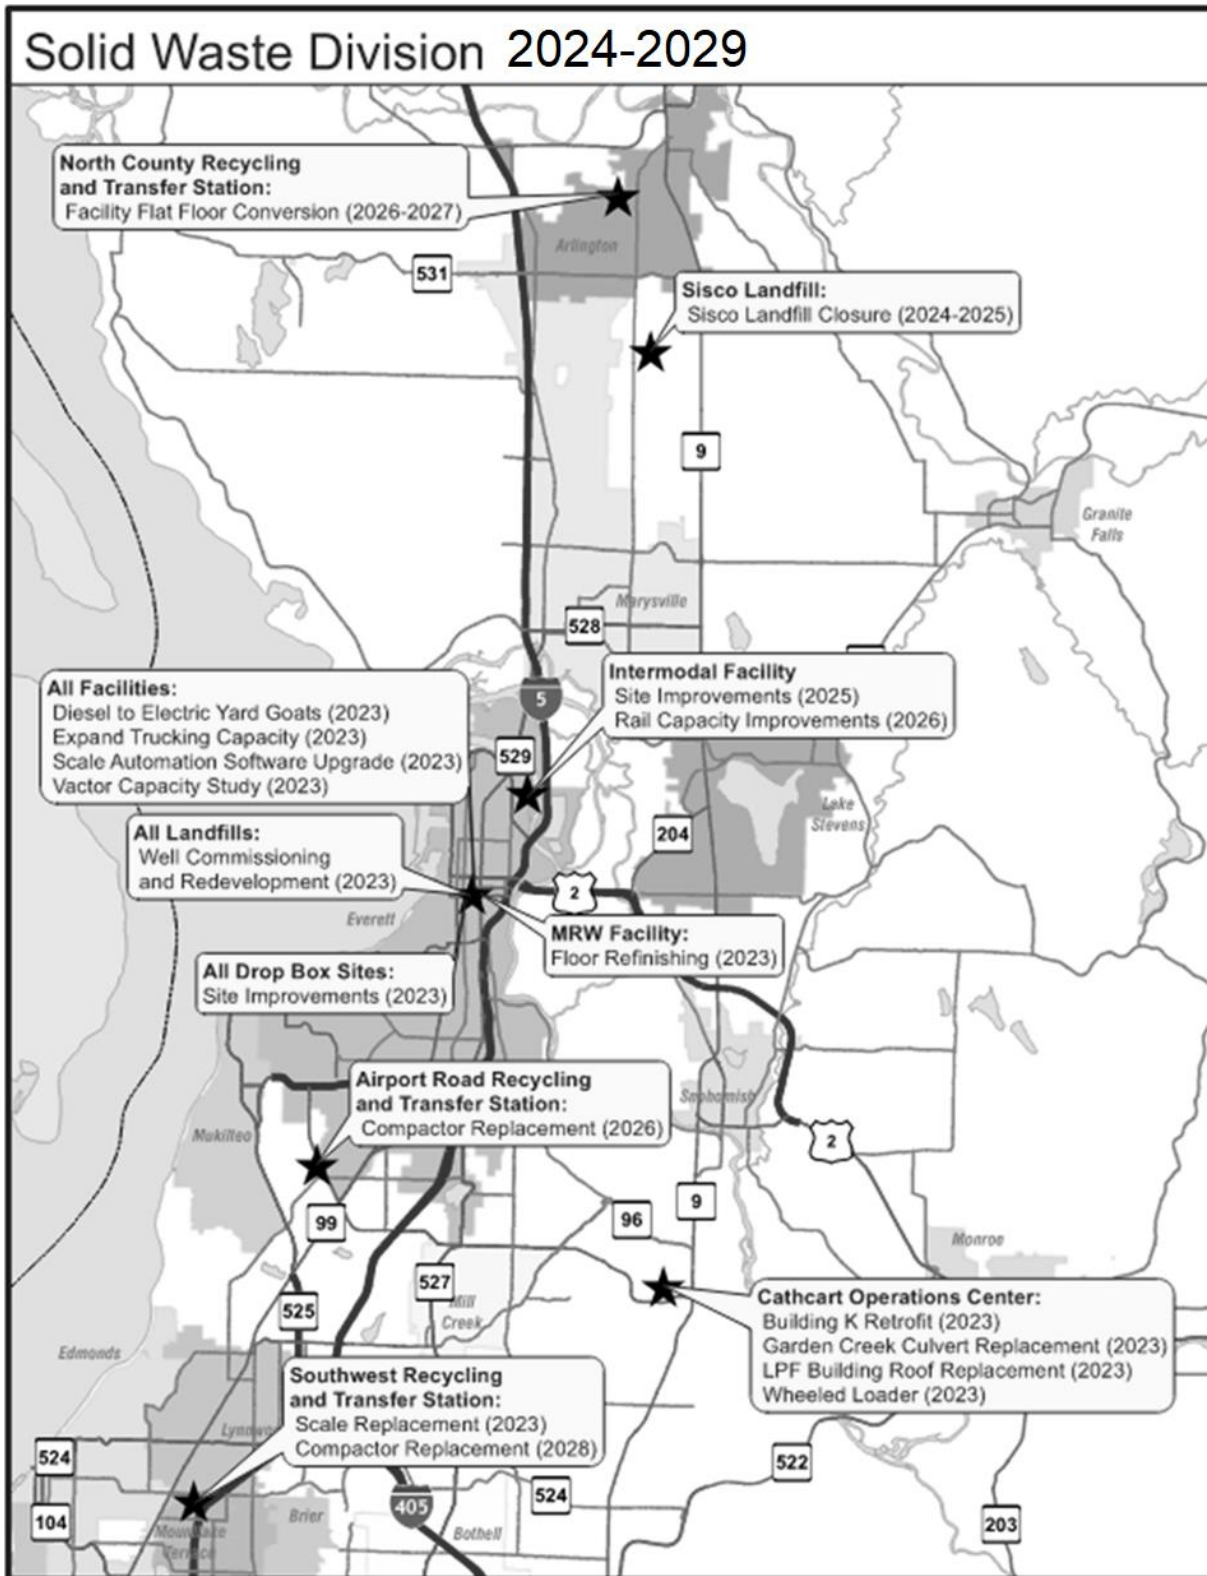 Solid Waste Division 2024-2029
North County Recycling
and Transfer Station:
Facility Flat Floor Conversion (2026-2027)
Arlington
531
Sisco Landfill:
Sisco Landfill Closure (2024-2025)
9
Granite
Falls
Marysville
528
Intermodal Facility
Site Improvements (2025)
Rail Capacity Improvements (2026)
All Facilities:
Diesel to Electric Yard Goats (2023)
Expand Trucking Capacity (2023)
Scale Automation Software Upgrade (2023)
Vactor Capacity Study (2023)
5
529
Lake
Stevens
204
All Landfills:
Well Commissioning
and Redevelopment (2023)
2
Everett
MRW Facility:
Floor Refinishing (2023)
All Drop Box Sites:
Site Improvements (2023)
Airport Road Recycling
and Transfer Station:
Compactor Replacement (2026)
Snohomish
Mukilteo
2
99
96
9
Monroe
527
Mill
Creek
525
Cathcart Operations Center:
Building K Retrofit (2023)
Garden Creek Culvert Replacement (2023)
LPF Building Roof Replacement (2023)
Wheeled Loader (2023)
Edmonds
Southwest Recycling
and Transfer Station:
Scale Replacement (2023)
Compactor Replacement (2028)
524
522
524
104
405
203
Brier
Bothell
Terrace